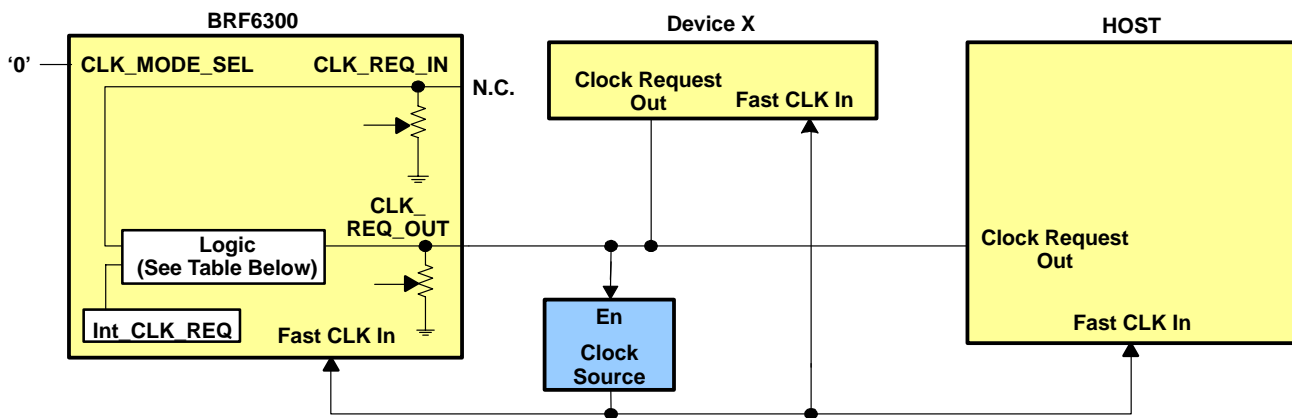 BRF6300
Device X
HOST
‘0’
CLK_MODE_SEL
CLK_REQ_IN
N.C.
Clock Request
Out
Fast CLK In
CLK_
REQ_OUT
Logic
(See Table Below)
Clock Request
Out
Int_CLK_REQ
Fast CLK In
En
Clock
Source
Fast CLK In